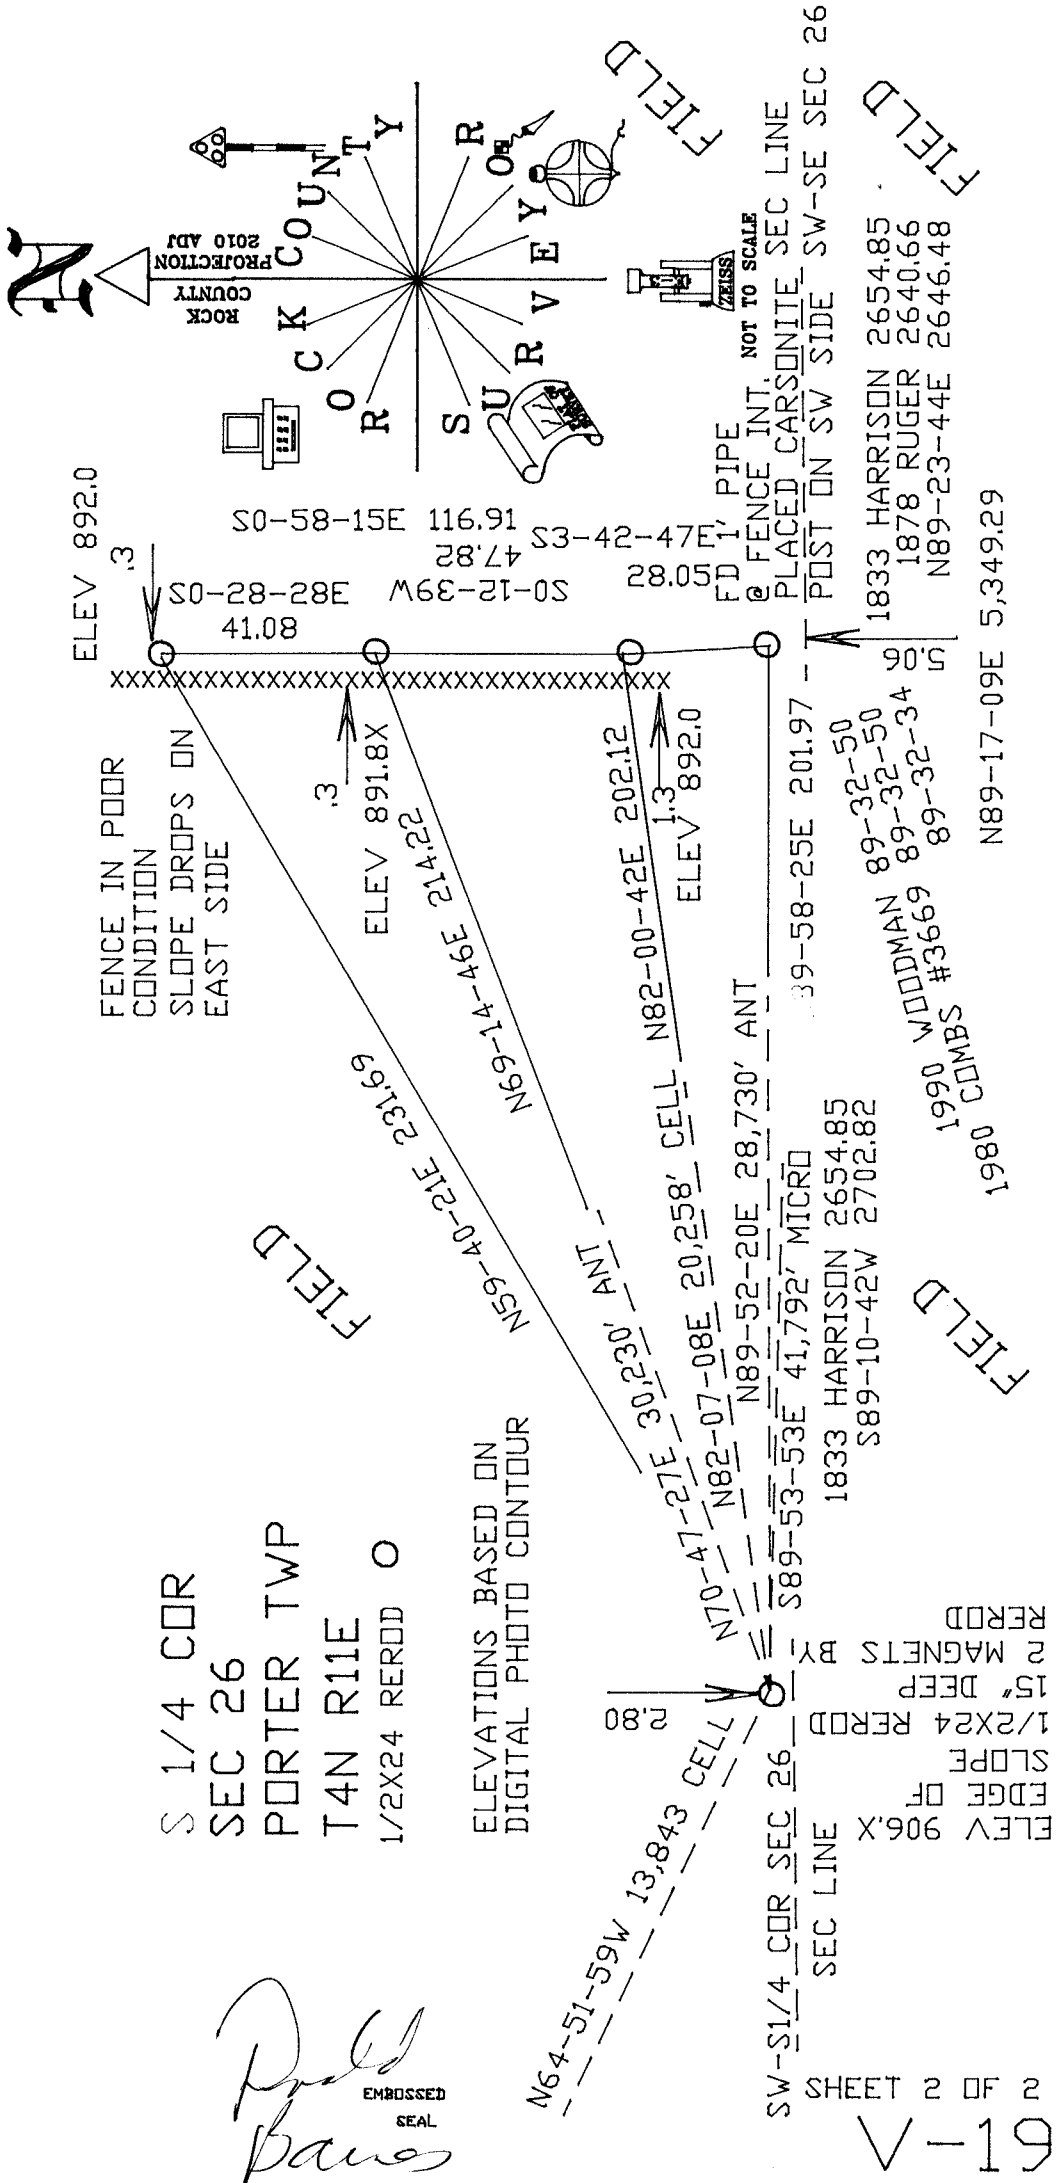 S 1/4 COR
SEC 26
PORTER TWP
T4N R11E
1/2X24 REROD O
ELEVATIONS BASED ON
DIGITAL PHOTO CONTOUR
FENCE IN POOR
CONDITION
SLOPE DROPS ON
EAST SIDE
FIELD
ELEV 892.0
.3
S0-28-28E
41.08
S0-58-15E 116.91
S0-12-39W
47.82
S3-42-47E
28.05
XXXXXXXXXXXXXXXXXXXXXXXXXXXXXXXXXXXX
.3
ELEV 891.8X
1.3
ELEV 892.0
N
ROCK
COUNTY
PROJECTION
2010 ADJ
ROCK COUNTY
SURVEYOR
ZEISS
NOT TO SCALE
FIELD
FD 1" PIPE
@ FENCE INT.
PLACED CARSONITE SEC LINE
POST ON SW SIDE SW-SE SEC 26
5.06
1833 HARRISON 2654.85
1878 RUGER 2640.66
N89-23-44E 2646.48
FIELD
N89-17-09E 5,349.29
N59-40-21E 231.69
N69-14-46E 214.22
N70-47-27E 30,230' ANT
N82-00-42E 202.12
N82-07-08E 20,258' CELL
N89-52-20E 28,730' ANT
89-58-25E 201.97
S89-53-53E 41,792' MICRO
1833 HARRISON 2654.85
S89-10-42W 2702.82
89-32-50
1990 WOODMAN 89-32-50
1980 COMBS #3669 89-32-34
FIELD
2.80
N64-51-59W 13,843 CELL
SW-S1/4 COR SEC 26
SEC LINE
ELEV 906.X
EDGE OF
SLOPE
1/2X24 REROD
15" DEEP
2 MAGNETS BY
REROD
Donald
Barnes
EMBOSSED
SEAL
SHEET 2 OF 2
V-19